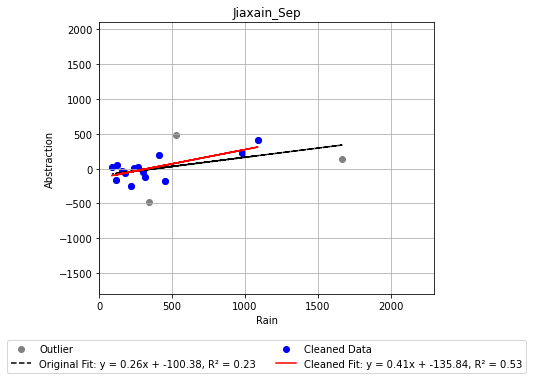 Jiaxain_Sep
2000
1500
1000
500
0
−500
−1000
−1500
Abstraction
0 500 1000 1500 2000
Rain
Outlier Cleaned Data
Original Fit: y = 0.26x + -100.38, R² = 0.23 Cleaned Fit: y = 0.41x + -135.84, R² = 0.53